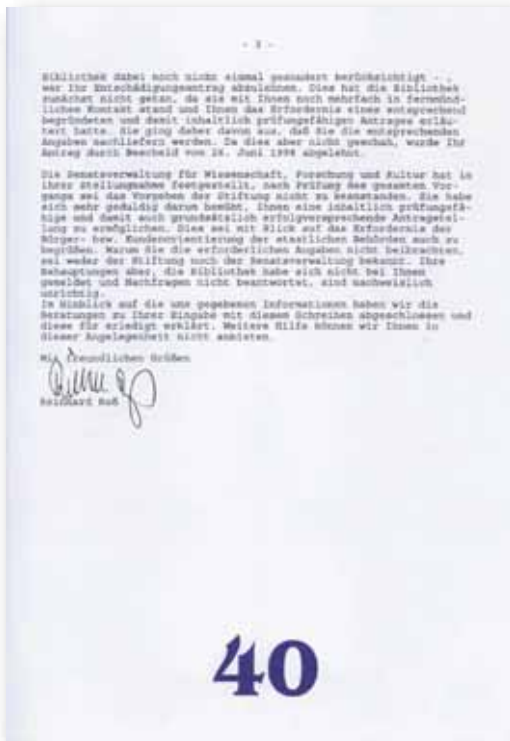 - 3 -
Bibliothek dabei noch nicht einmal gesondert berücksichtigt - ,
war Ihr Entschädigungsantrag abzulehnen. Dies hat die Bibliothek
zunächst nicht getan, da sie mit Ihnen noch mehrfach in fernmünd-
lichen Kontakt stand und Ihnen das Erfordernis eines entsprechend
begründeten und damit inhaltlich prüfungsfähigen Antrages erläu-
tert hatte. Sie ging daher davon aus, daß Sie die entsprechenden
Angaben nachliefern werden. Da dies aber nicht geschah, wurde Ihr
Antrag durch Bescheid vom Juni abgelehnt.
Die Senatsverwaltung für Wissenschaft, Forschung und Kultur hat in
ihrer Stellungnahme festgestellt, nach Prüfung des gesamten Vor-
gangs sei das Vorgehen der Stiftung nicht zu beanstanden. Sie habe
sich sehr geduldig darum bemüht, Ihnen eine inhaltlich prüfungsfä-
hige und damit auch grundsätzlich erfolgversprechende Antragstel-
lung zu ermöglichen. Dies sei mit Blick auf das Erfordernis der
Bürger- bzw. Kundenorientierung der staatlichen Behörden auch zu
begrüßen. Warum Sie die erforderlichen Angaben nicht beibrachten,
sei weder der Stiftung noch der Senatsverwaltung bekannt. Ihre
Behauptungen aber, die Bibliothek habe sich nicht bei Ihnen
gemeldet und Nachfragen nicht beantwortet, sind nachweislich
unrichtig.
Im Hinblick auf die uns gegebenen Informationen haben wir die
Beratungen zu Ihrer Eingabe mit diesem Schreiben abgeschlossen und
diese für erledigt erklärt. Weitere Hilfe können wir Ihnen in
dieser Angelegenheit nicht anbieten.
Mit freundlichen Grüßen
Reinhard Roß
40